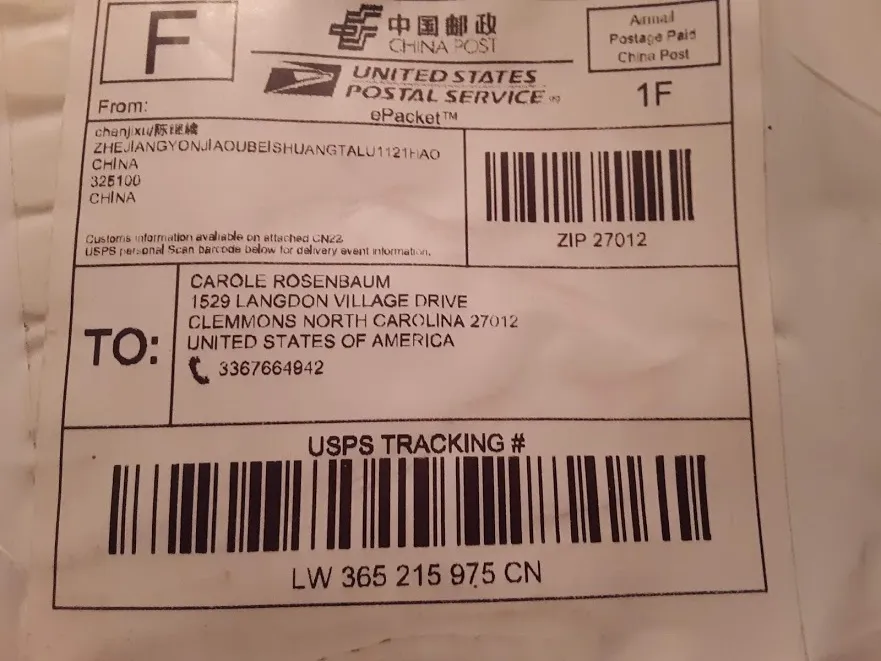 F
中国邮政
CHINA POST
UNITED STATES
POSTAL SERVICE
ePacket™
Airmail
Postage Paid
China Post
1F
From:
chenjixu/陈继
ZHEJIANGYONJIAOUBEISHUANGTALU1121HAO
CHINA
325100
CHINA
Customs information available on attached CN22.
USPS personal Scan barcode below for delivery event information.
ZIP 27012
TO:
CAROLE ROSENBAUM
1529 LANGDON VILLAGE DRIVE
CLEMMONS NORTH CAROLINA 27012
UNITED STATES OF AMERICA
3367664942
USPS TRACKING #
LW 365 215 975 CN